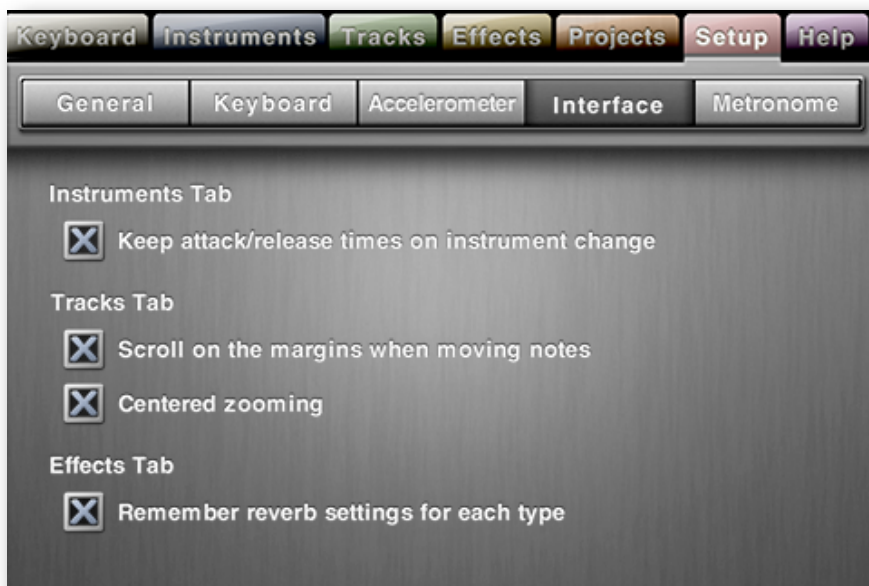 Keyboard Instruments Tracks Effects Projects Setup Help
General Keyboard Accelerometer Interface Metronome
Instruments Tab
Keep attack/release times on instrument change
Tracks Tab
Scroll on the margins when moving notes
Centered zooming
Effects Tab
Remember reverb settings for each type